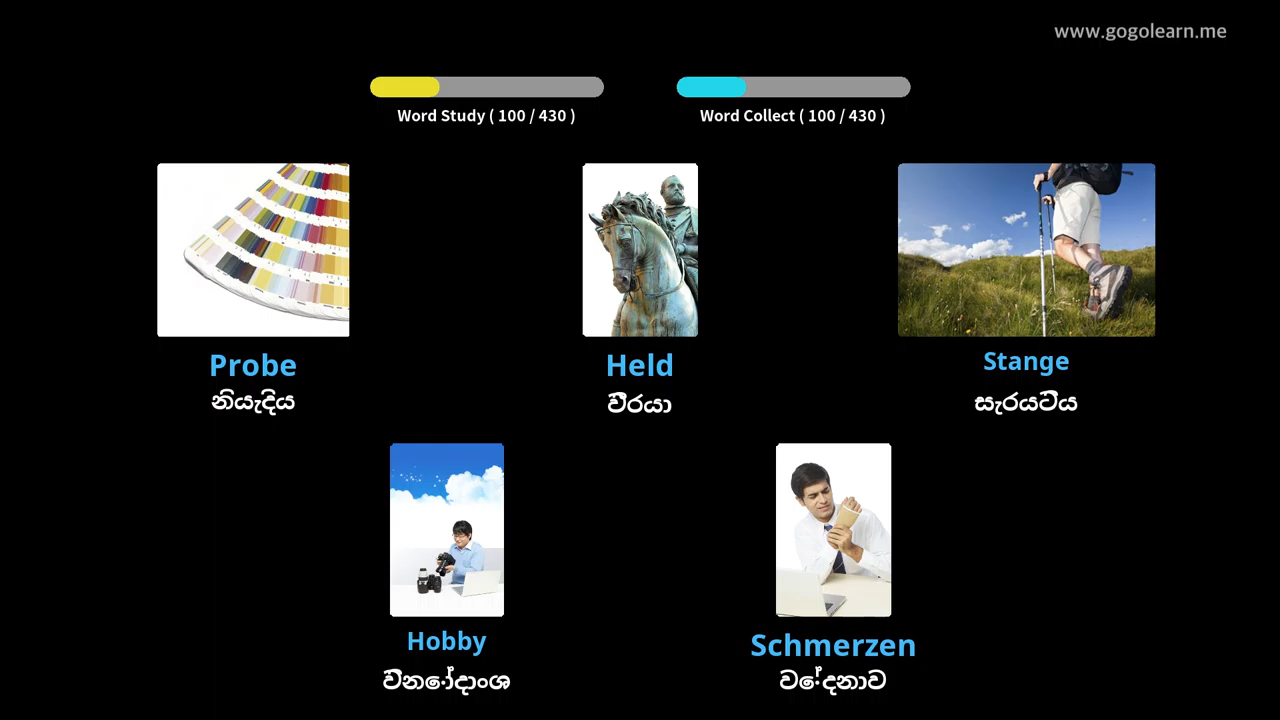 www.gogolearn.me
Word Study ( 100 / 430 )
Word Collect ( 100 / 430 )
Probe
නියැදිය
Held
වීරයා
Stange
සැරයටිය
Hobby
විනෝදාංශ
Schmerzen
වේදනාව